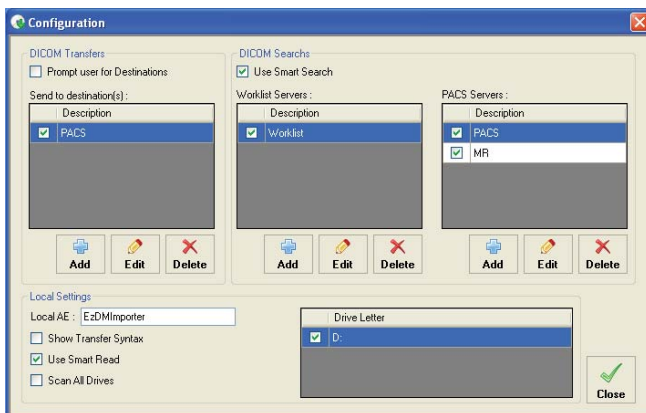 Configuration
DICOM Transfers
Prompt user for Destinations
Send to destination(s) :
Description
PACS
Add
Edit
Delete
DICOM Searchs
Use Smart Search
Worklist Servers :
Description
Worklist
Add
Edit
Delete
PACS Servers :
Description
PACS
MR
Add
Edit
Delete
Local Settings
Local AE : EzDMImporter
Show Transfer Syntax
Use Smart Read
Scan All Drives
Drive Letter
D:
Close